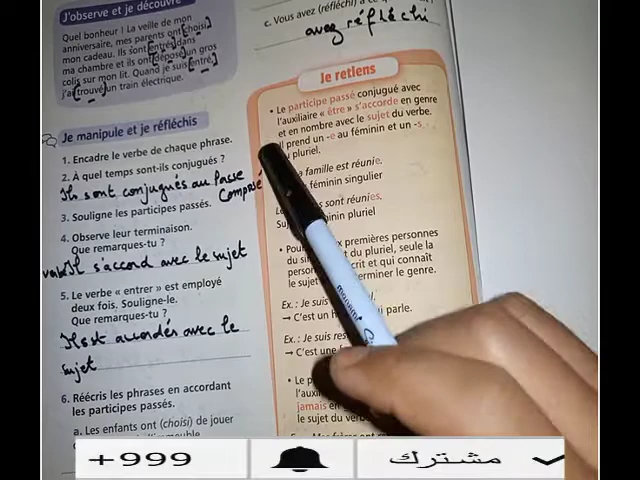 J'observe et je découvre
Quel bonheur ! La veille de mon
anniversaire, mes parents ont choisi
mon cadeau. Ils sont entrés dans
ma chambre et ils ont déposé un gros
colis sur mon lit. Quand je suis entré
j'ai trouvé un train électrique.
Je manipule et je réfléchis
1. Encadre le verbe de chaque phrase.
2. À quel temps sont-ils conjugués ?
Ils sont conjugués au Passe
Composé
3. Souligne les participes passés.
4. Observe leur terminaison.
Que remarques-tu ?
Il s'accord avec le sujet
5. Le verbe « entrer » est employé
deux fois. Souligne-le.
Que remarques-tu ?
Ils st accordés avec le
sujet
6. Réécris les phrases en accordant
les participes passés.
a. Les enfants ont (choisi) de jouer
c. Vous avez (réfléchi)
avez réfléchi
Je retiens
• Le participe passé conjugué avec
l'auxiliaire « être » s'accorde en genre
et en nombre avec le sujet du verbe.
Il prend un -e au féminin et un -s
pluriel.
famille est réunie.
féminin singulier
sont réunies.
pluriel
premières personnes
du pluriel, seule la
et qui connaît
le sujet déterminer le genre.
Ex. : Je suis
→ C'est un qui parle.
Ex. : Je suis
→ C'est une
• Le
jamais en
le sujet du
+999
مشترك